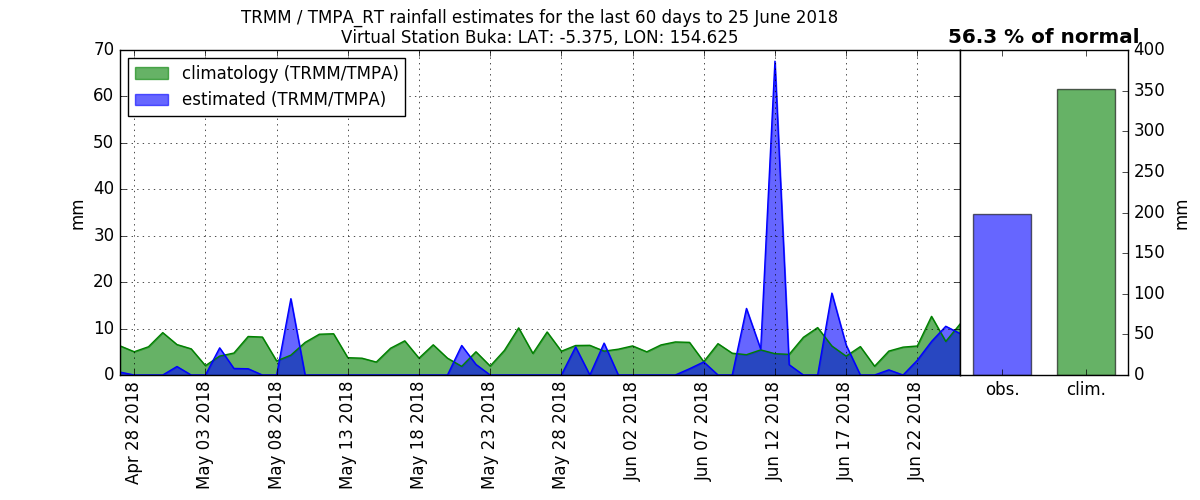 TRMM / TMPA_RT rainfall estimates for the last 60 days to 25 June 2018
Virtual Station Buka: LAT: -5.375, LON: 154.625
56.3 % of normal
climatology (TRMM/TMPA)
estimated (TRMM/TMPA)
mm
70
60
50
40
30
20
10
0
Apr 28 2018
May 03 2018
May 08 2018
May 13 2018
May 18 2018
May 23 2018
May 28 2018
Jun 02 2018
Jun 07 2018
Jun 12 2018
Jun 17 2018
Jun 22 2018
obs.
clim.
400
350
300
250
200
150
100
50
0
mm